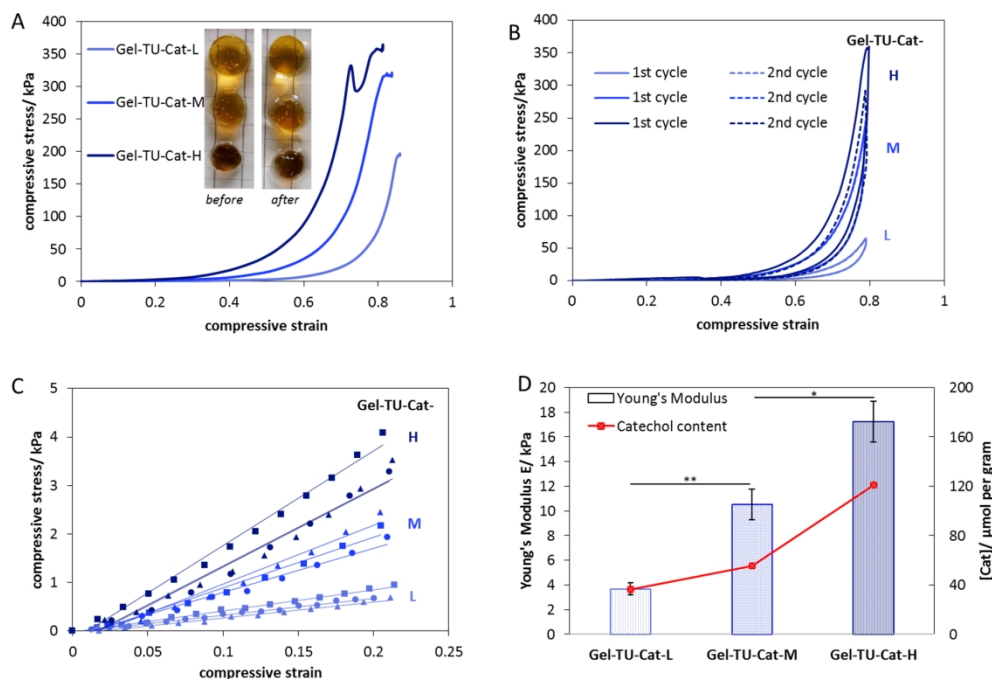 A
compressive stress/ kPa
400
350
300
250
200
150
100
50
0
Gel-TU-Cat-L
Gel-TU-Cat-M
Gel-TU-Cat-H
before after
0 0.2 0.4 0.6 0.8 1
compressive strain
B
compressive stress/ kPa
400
350
300
250
200
150
100
50
0
Gel-TU-Cat-
1st cycle 2nd cycle
1st cycle 2nd cycle
1st cycle 2nd cycle
H
M
L
0 0.2 0.4 0.6 0.8 1
compressive strain
C
compressive stress/ kPa
5
4
3
2
1
0
Gel-TU-Cat-
H
M
L
0 0.05 0.1 0.15 0.2 0.25
compressive strain
D
Young's Modulus E/ kPa
20
18
16
14
12
10
8
6
4
2
0
Young's Modulus
Catechol content
**
*
200
160
120
80
40
0
[Cat]/ μmol per gram
Gel-TU-Cat-L Gel-TU-Cat-M Gel-TU-Cat-H